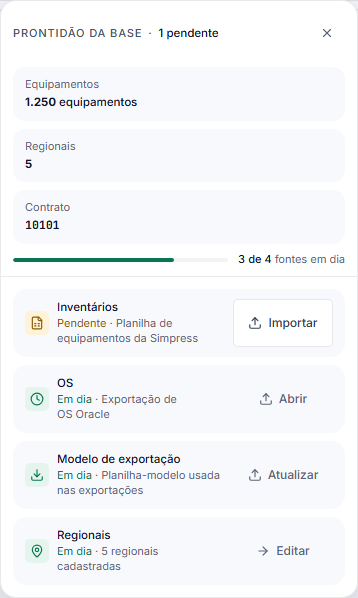 PRONTIDÃO DA BASE · 1 pendente
Equipamentos
1.250 equipamentos
Regionais
5
Contrato
10101
3 de 4 fontes em dia
Inventários
Pendente · Planilha de
equipamentos da Simpress
Importar
OS
Em dia · Exportação de
OS Oracle
Abrir
Modelo de exportação
Em dia · Planilha-modelo usada
nas exportações
Atualizar
Regionais
Em dia · 5 regionais
cadastradas
Editar